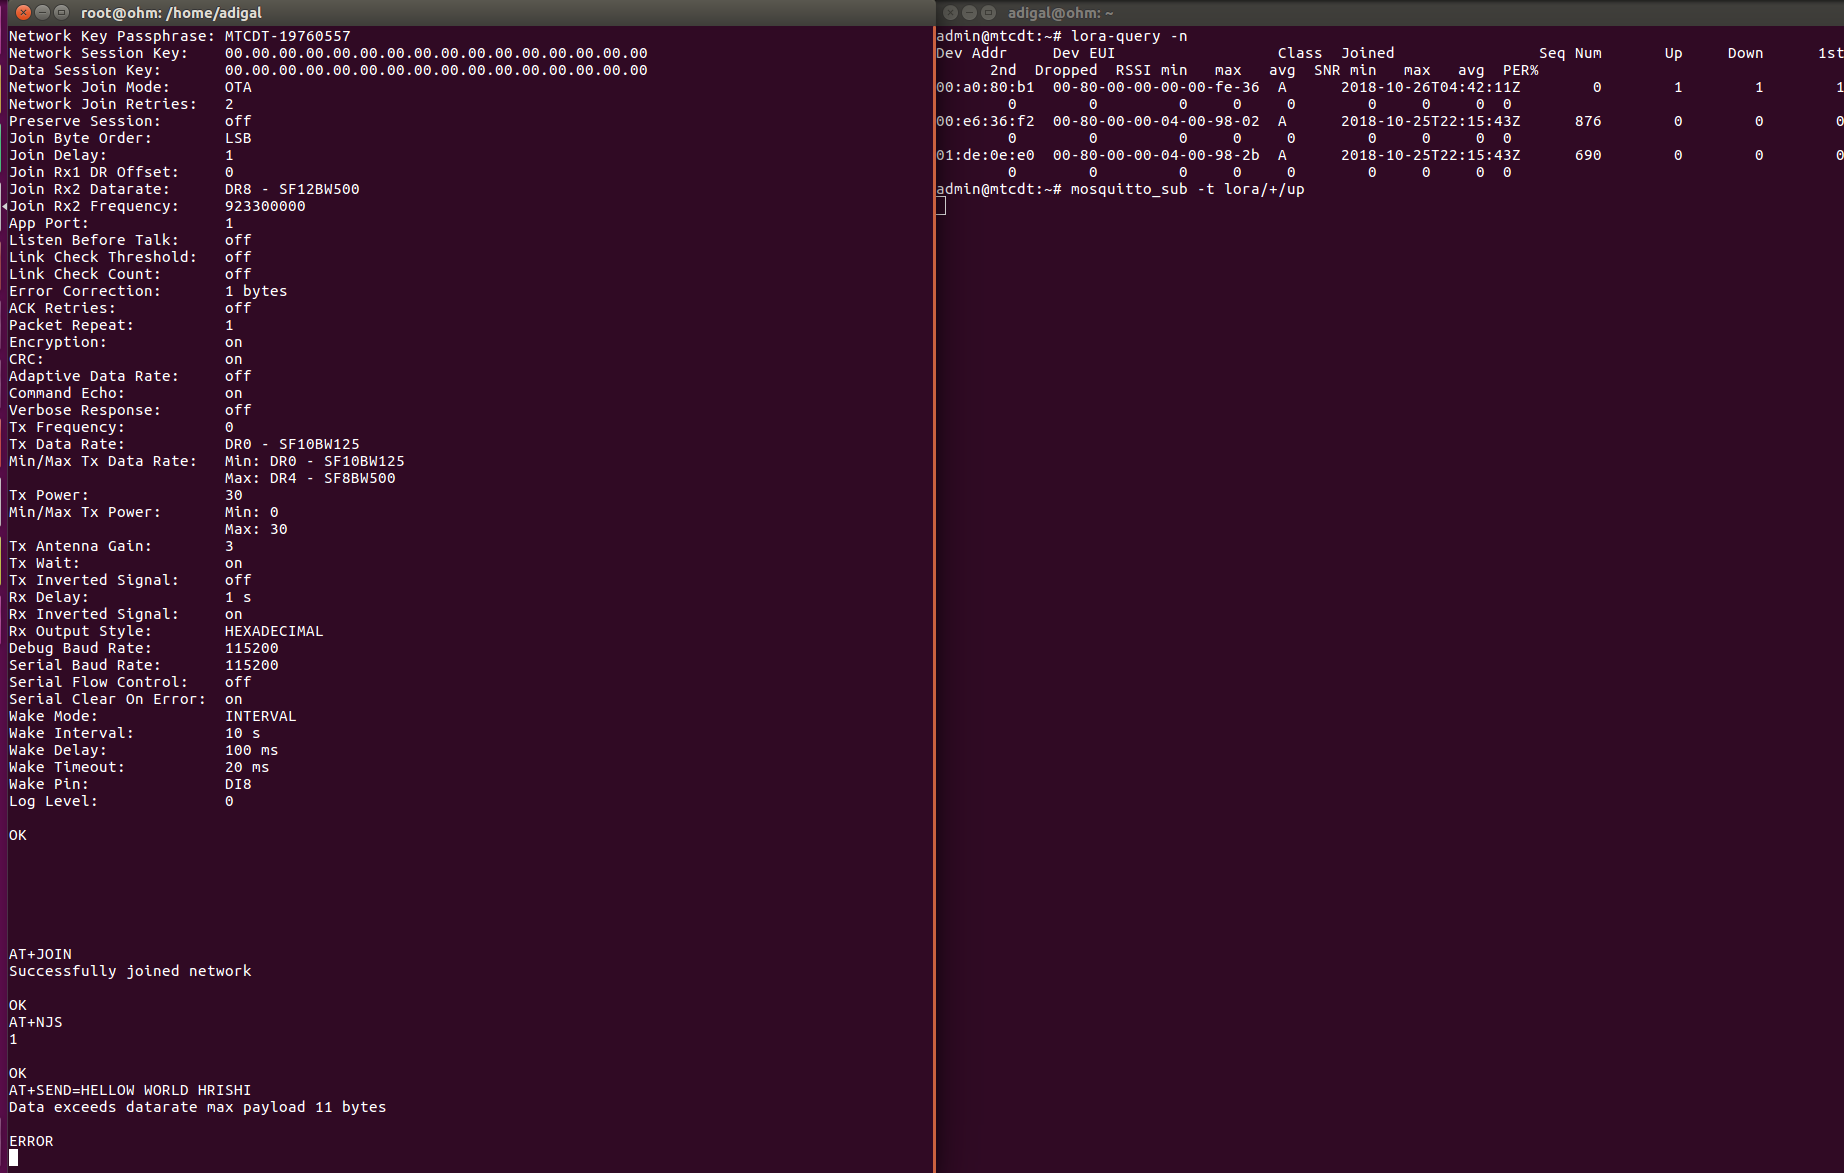 root@ohm: /home/adigal
Network Key Passphrase: MTCDT-19760557
Network Session Key: 00.00.00.00.00.00.00.00.00.00.00.00.00.00.00.00
Data Session Key: 00.00.00.00.00.00.00.00.00.00.00.00.00.00.00.00
Network Join Mode: OTA
Network Join Retries: 2
Preserve Session: off
Join Byte Order: LSB
Join Delay: 1
Join Rx1 DR Offset: 0
Join Rx2 Datarate: DR8 - SF12BW500
Join Rx2 Frequency: 923300000
App Port: 1
Listen Before Talk: off
Link Check Threshold: off
Link Check Count: off
Error Correction: 1 bytes
ACK Retries: off
Packet Repeat: 1
Encryption: on
CRC: on
Adaptive Data Rate: off
Command Echo: on
Verbose Response: off
Tx Frequency: 0
Tx Data Rate: DR0 - SF10BW125
Min/Max Tx Data Rate: Min: DR0 - SF10BW125
Max: DR4 - SF8BW500
Tx Power: 30
Min/Max Tx Power: Min: 0
Max: 30
Tx Antenna Gain: 3
Tx Wait: on
Tx Inverted Signal: off
Rx Delay: 1 s
Rx Inverted Signal: on
Rx Output Style: HEXADECIMAL
Debug Baud Rate: 115200
Serial Baud Rate: 115200
Serial Flow Control: off
Serial Clear On Error: on
Wake Mode: INTERVAL
Wake Interval: 10 s
Wake Delay: 100 ms
Wake Timeout: 20 ms
Wake Pin: DI8
Log Level: 0
OK
AT+JOIN
Successfully joined network
OK
AT+NJS
1
OK
AT+SEND=HELLOW WORLD HRISHI
Data exceeds datarate max payload 11 bytes
ERROR
adigal@ohm: ~
admin@mtcdt:~# lora-query -n
Dev Addr Dev EUI Class Joined Seq Num Up Down 1st
2nd Dropped RSSI min max avg SNR min max avg PER%
00:a0:80:b1 00-80-00-00-00-00-fe-36 A 2018-10-26T04:42:11Z 0 1 1 1
0 0 0 0 0 0 0 0 0
00:e6:36:f2 00-80-00-00-04-00-98-02 A 2018-10-25T22:15:43Z 876 0 0 0
0 0 0 0 0 0 0 0 0
01:de:0e:e0 00-80-00-00-04-00-98-2b A 2018-10-25T22:15:43Z 690 0 0 0
0 0 0 0 0 0 0 0 0
admin@mtcdt:~# mosquitto_sub -t lora/+/up